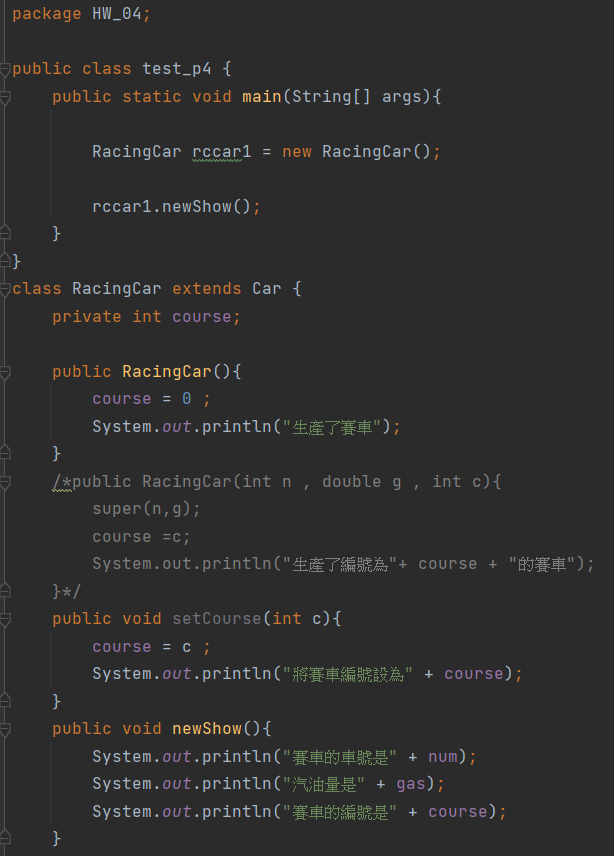 package HW_04;
public class test_p4 {
    public static void main(String[] args){
        RacingCar rccar1 = new RacingCar();
        rccar1.newShow();
    }
}
class RacingCar extends Car {
    private int course;
    public RacingCar(){
        course = 0 ;
        System.out.println("生產了賽車");
    }
    /*public RacingCar(int n , double g , int c){
        super(n,g);
        course =c;
        System.out.println("生產了編號為"+ course + "的賽車");
    }*/
    public void setCourse(int c){
        course = c ;
        System.out.println("將賽車編號設為" + course);
    }
    public void newShow(){
        System.out.println("賽車的車號是" + num);
        System.out.println("汽油量是" + gas);
        System.out.println("賽車的編號是" + course);
    }